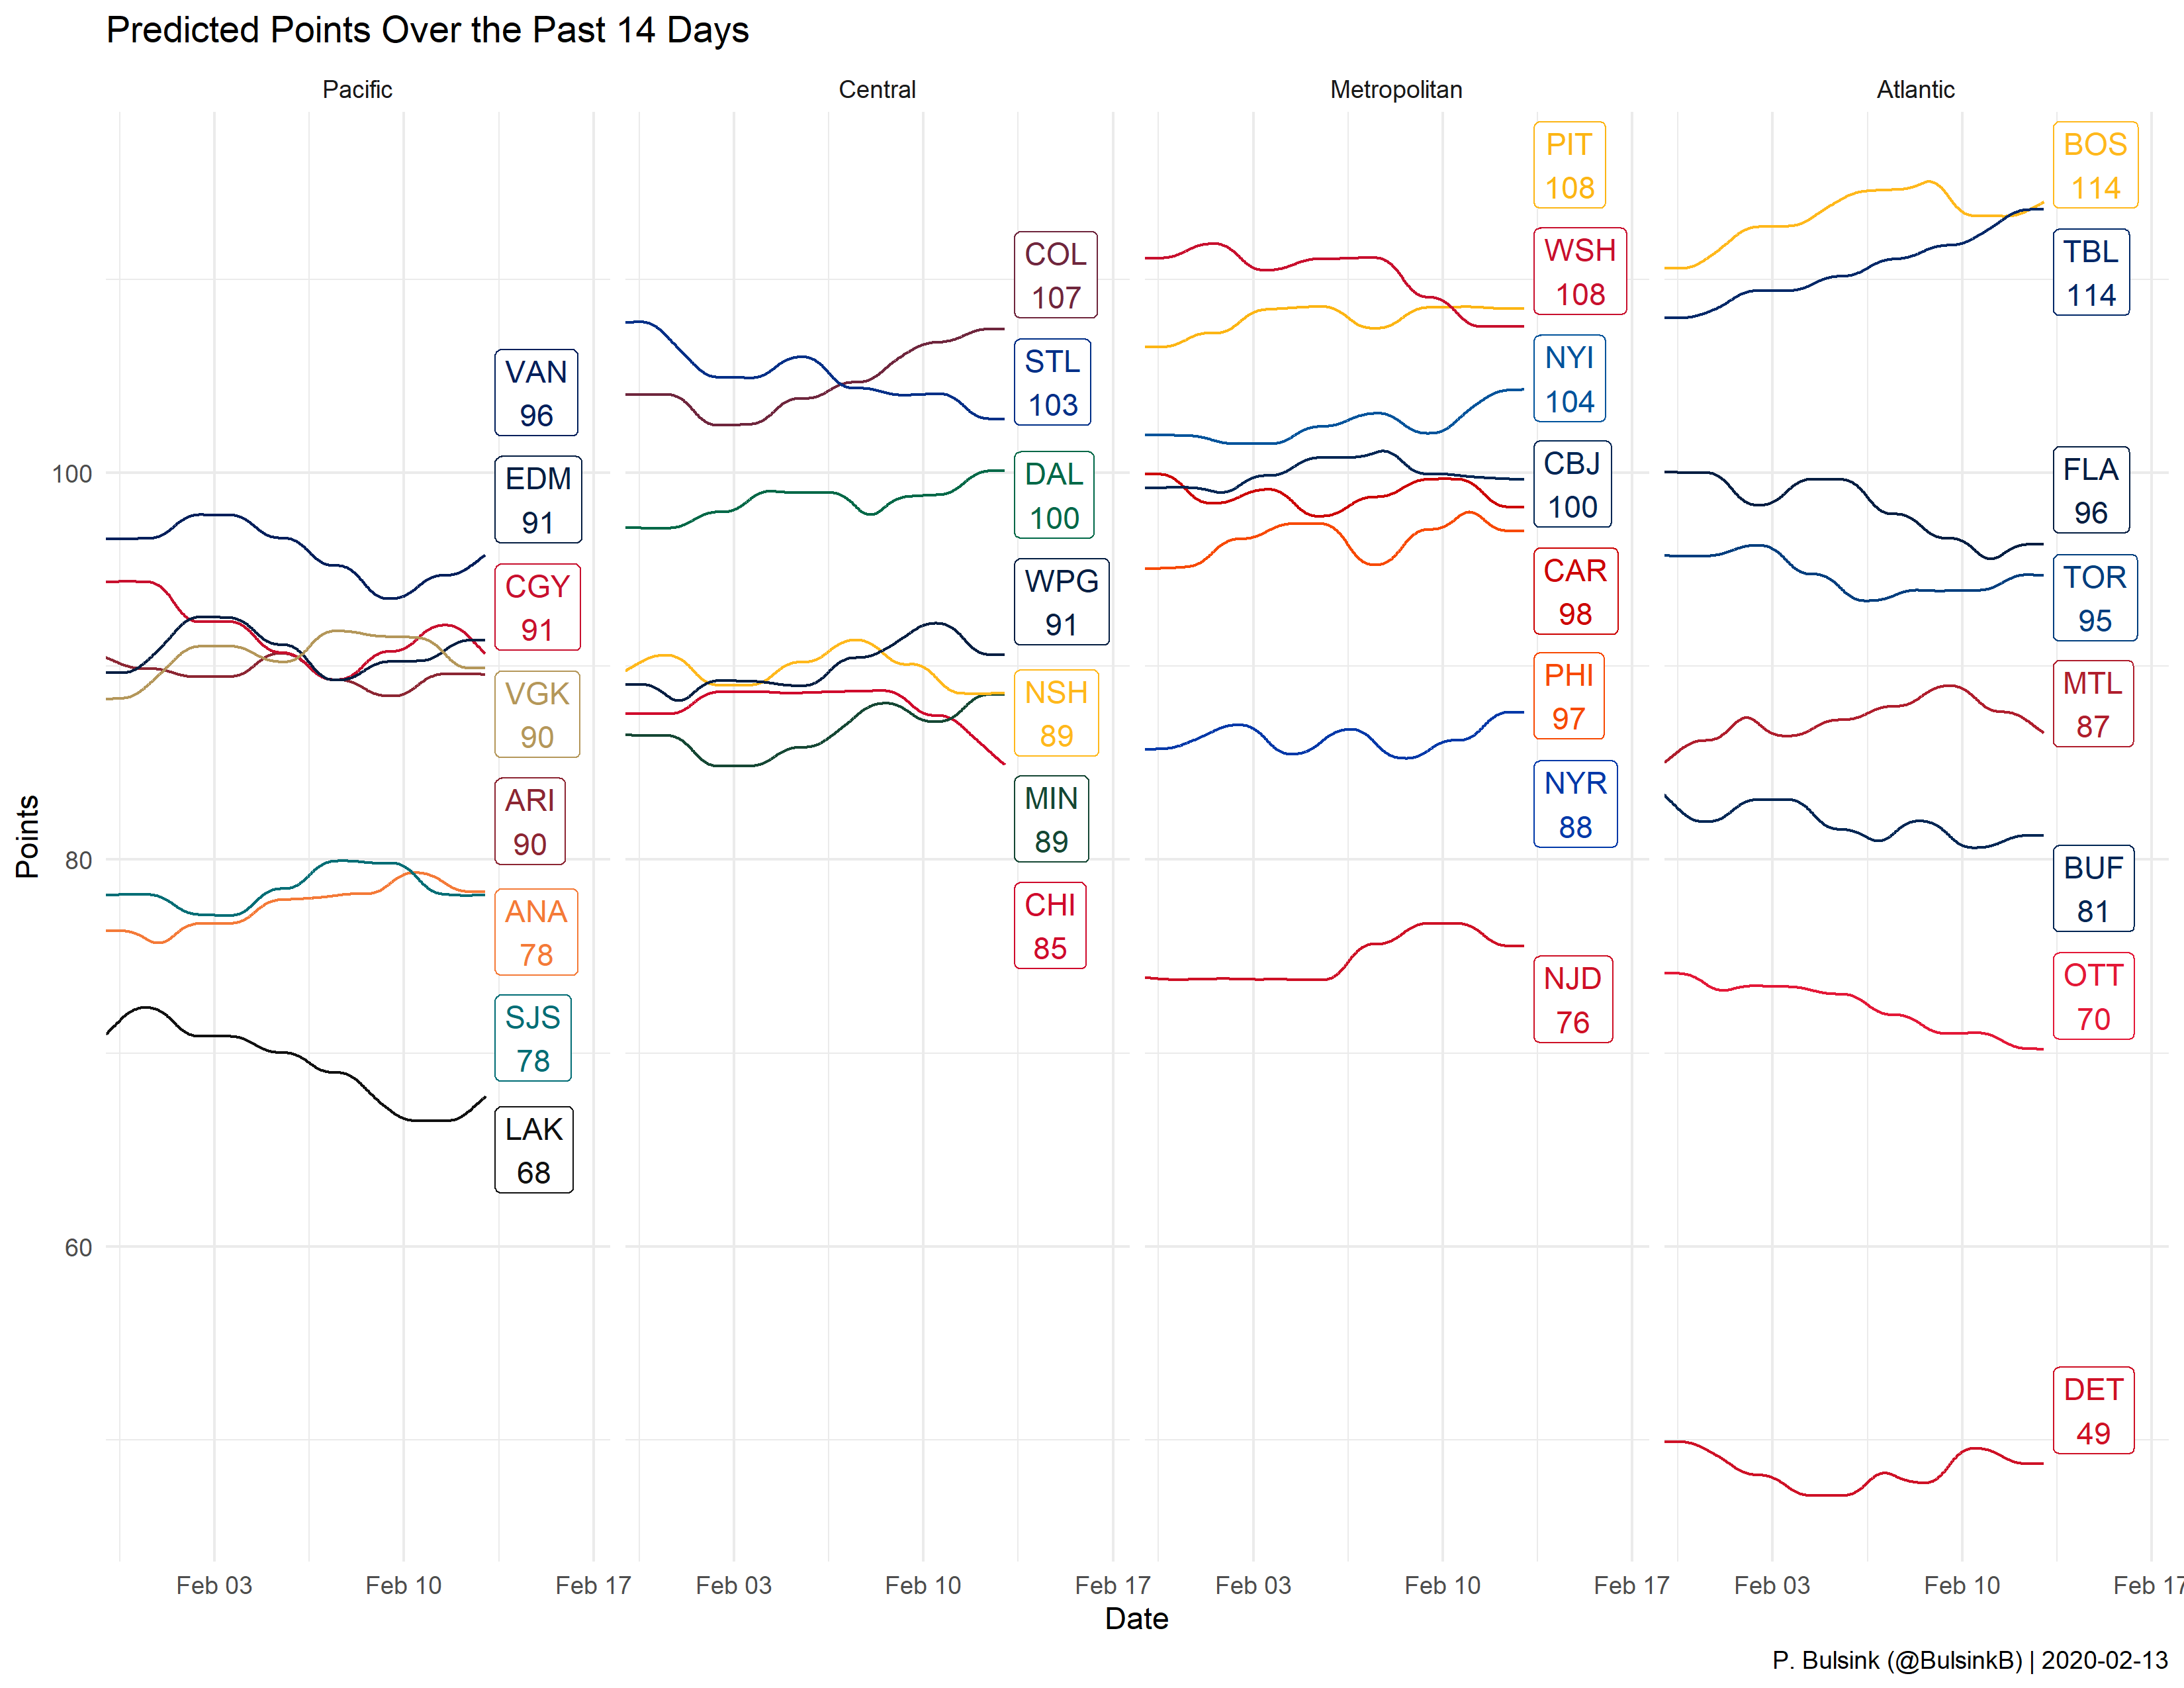 Predicted Points Over the Past 14 Days
Pacific
Central
Metropolitan
Atlantic
Points
100
80
60
VAN
96
EDM
91
CGY
91
VGK
90
ARI
90
ANA
78
SJS
78
LAK
68
COL
107
STL
103
DAL
100
WPG
91
NSH
89
MIN
89
CHI
85
PIT
108
WSH
108
NYI
104
CBJ
100
CAR
98
PHI
97
NYR
88
NJD
76
BOS
114
TBL
114
FLA
96
TOR
95
MTL
87
BUF
81
OTT
70
DET
49
Feb 03
Feb 10
Feb 17
Feb 03
Feb 10
Feb 17
Feb 03
Feb 10
Feb 17
Feb 03
Feb 10
Feb 17
Date
P. Bulsink (@BulsinkB) | 2020-02-13